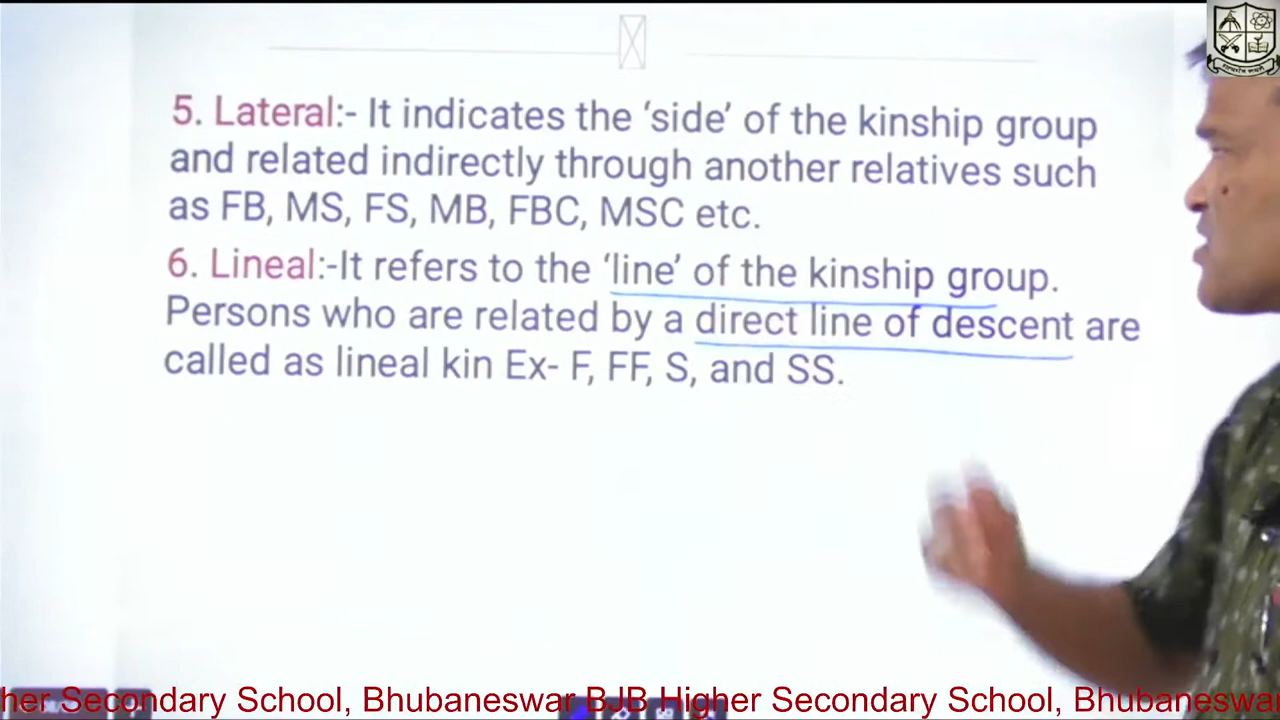 5. Lateral:- It indicates the ‘side’ of the kinship group
and related indirectly through another relatives such
as FB, MS, FS, MB, FBC, MSC etc.
6. Lineal:-It refers to the ‘line’ of the kinship group.
Persons who are related by a direct line of descent are
called as lineal kin Ex- F, FF, S, and SS.
her Secondary School, Bhubaneswar BJB Higher Secondary School, Bhubaneswa